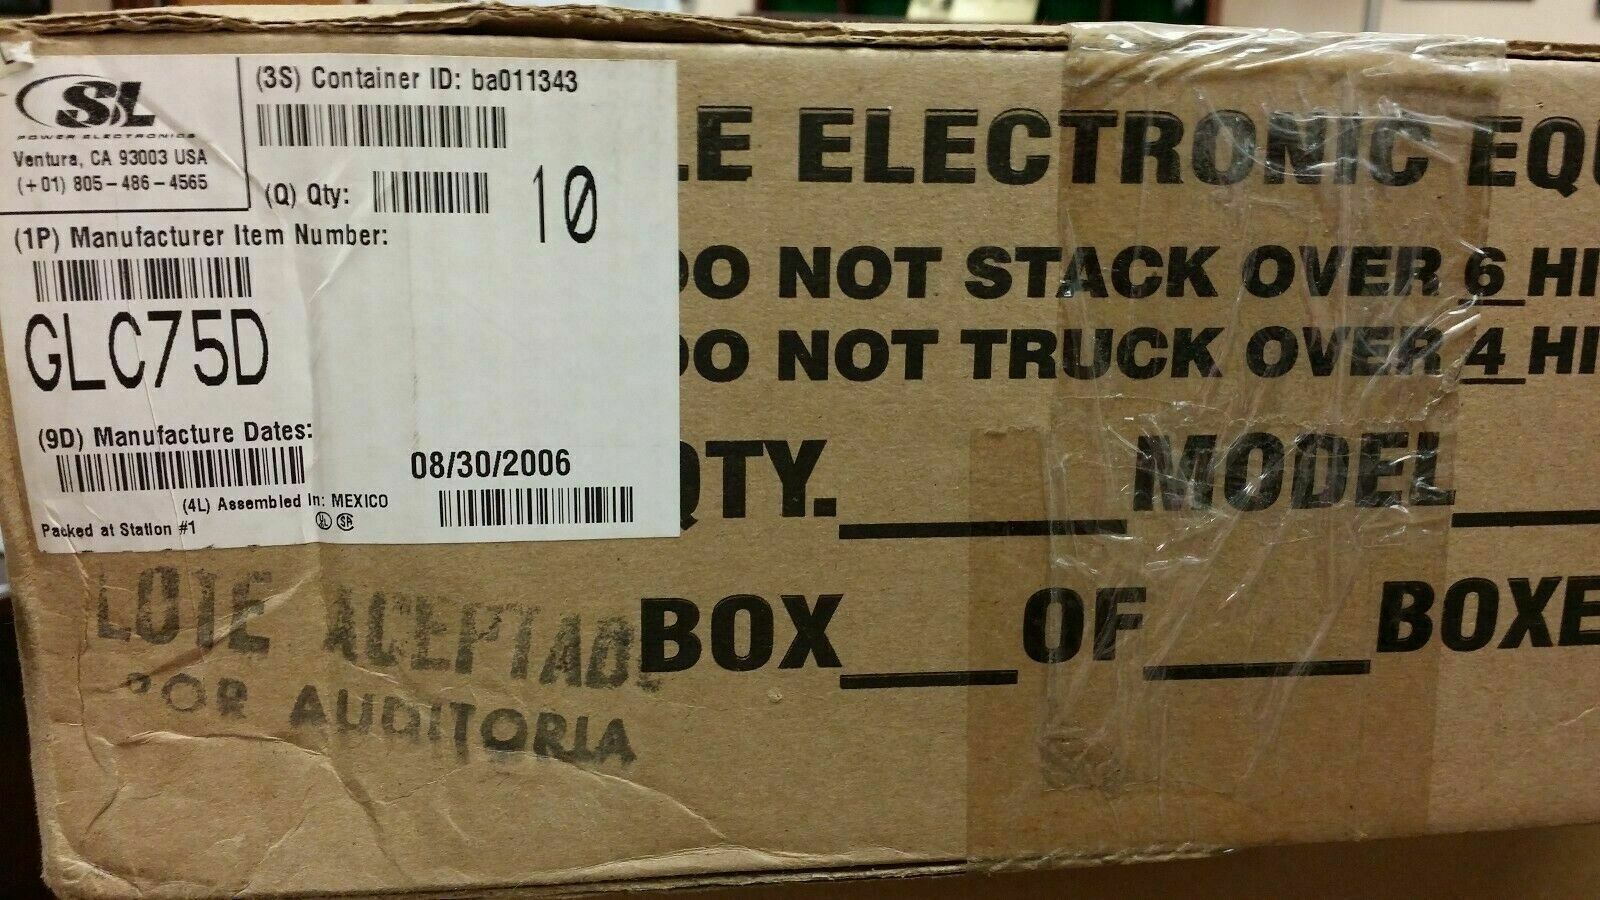 SL
POWER ELECTRONICS
Ventura, CA 93003 USA
(+01) 805-486-4565
(3S) Container ID: ba011343
(Q) Qty: 10
(1P) Manufacturer Item Number:
GLC75D
(9D) Manufacture Dates:
08/30/2006
(4L) Assembled In: MEXICO
Packed at Station #1
UL SA
LE ELECTRONIC EQU
DO NOT STACK OVER 6 HI
DO NOT TRUCK OVER 4 HI
QTY. MODEL
BOX OF BOXE
LOTE ACEPTAD
POR AUDITORIA